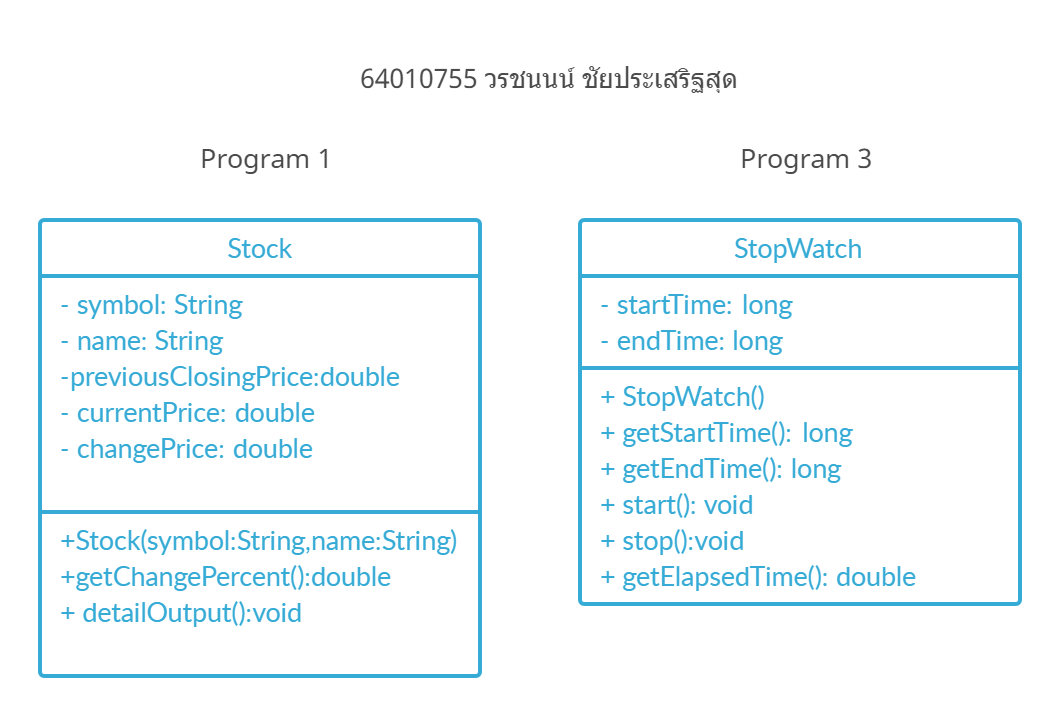 64010755 วรชนนน์ ชัยประเสริฐสุด
Program 1
Stock
- symbol: String
- name: String
-previousClosingPrice:double
- currentPrice: double
- changePrice: double
+Stock(symbol:String,name:String)
+getChangePercent():double
+ detailOutput():void
Program 3
StopWatch
- startTime: long
- endTime: long
+ StopWatch()
+ getStartTime(): long
+ getEndTime(): long
+ start(): void
+ stop():void
+ getElapsedTime(): double